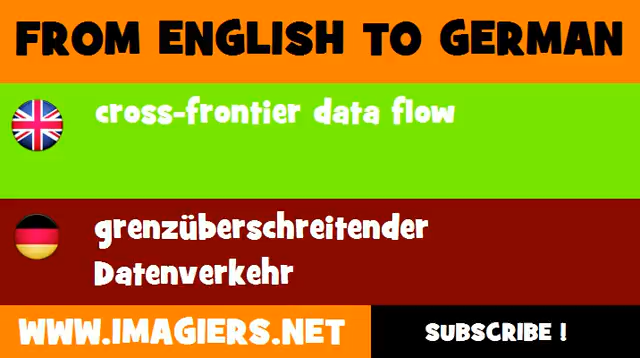 FROM ENGLISH TO GERMAN
cross-frontier data flow
grenzüberschreitender
Datenverkehr
WWW.IMAGIERS.NET
SUBSCRIBE !